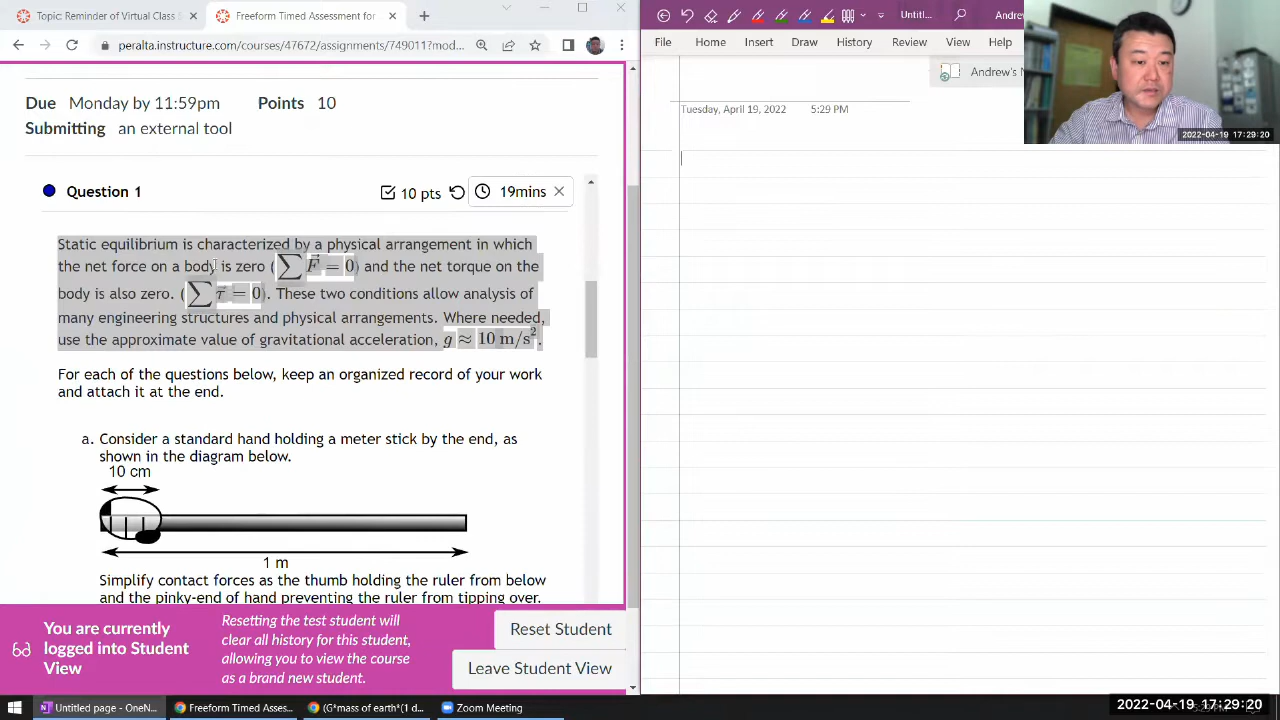 Topic: Reminder of Virtual Class
Freeform Timed Assessment for
peralta.instructure.com/courses/47672/assignments/749011?mod...
Due Monday by 11:59pm Points 10
Submitting an external tool
Question 1
10 pts
19mins
Static equilibrium is characterized by a physical arrangement in which
the net force on a body is zero (∑ F⃗ = 0) and the net torque on the
body is also zero. (∑ τ⃗ = 0). These two conditions allow analysis of
many engineering structures and physical arrangements. Where needed,
use the approximate value of gravitational acceleration, g ≈ 10 m/s².
For each of the questions below, keep an organized record of your work
and attach it at the end.
a. Consider a standard hand holding a meter stick by the end, as
shown in the diagram below.
10 cm
1 m
Simplify contact forces as the thumb holding the ruler from below
and the pinky-end of hand preventing the ruler from tipping over.
You are currently
logged into Student
View
Resetting the test student will
clear all history for this student,
allowing you to view the course
as a brand new student.
Reset Student
Leave Student View
Untitl...
Andrew
File Home Insert Draw History Review View Help
Andrew's N
Tuesday, April 19, 2022 5:29 PM
2022-04-19 17:29:20
Untitled page - OneN...
Freeform Timed Asses...
(G*mass of earth*(1 d...
Zoom Meeting
2022-04-19 17:29:20